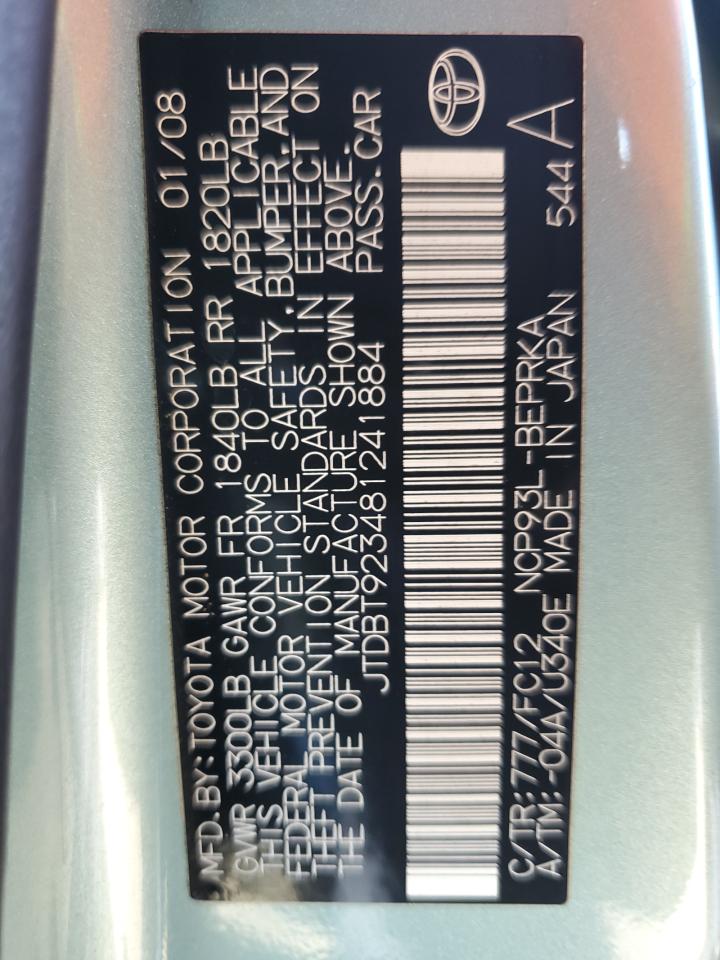 MFD.BY:TOYOTA MOTOR CORPORATION 01/08
GVWR 3300LB GAWR FR 1840LB RR 1820LB
THIS VEHICLE CONFORMS TO ALL APPLICABLE
FEDERAL MOTOR VEHICLE SAFETY,BUMPER,AND
THEFT PREVENTION STANDARDS IN EFFECT ON
THE DATE OF MANUFACTURE SHOWN ABOVE.
JTDBT923481241884 PASS.CAR
C/TR:777/FC12 NCP93L-BEPRKA
A/TM:-04A/U340E MADE IN JAPAN 544 A